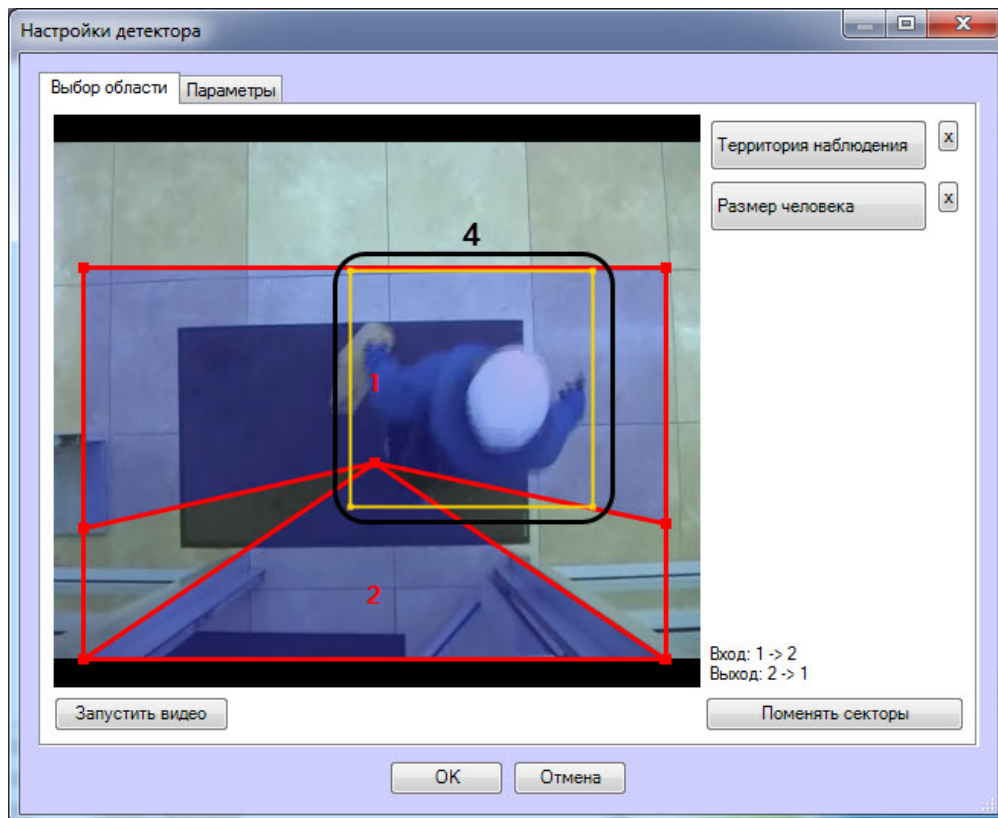 Настройки детектора
Выбор области
Параметры
Территория наблюдения
x
Размер человека
x
4
1
2
Вход: 1 -> 2
Выход: 2 -> 1
Запустить видео
Поменять секторы
OK
Отмена